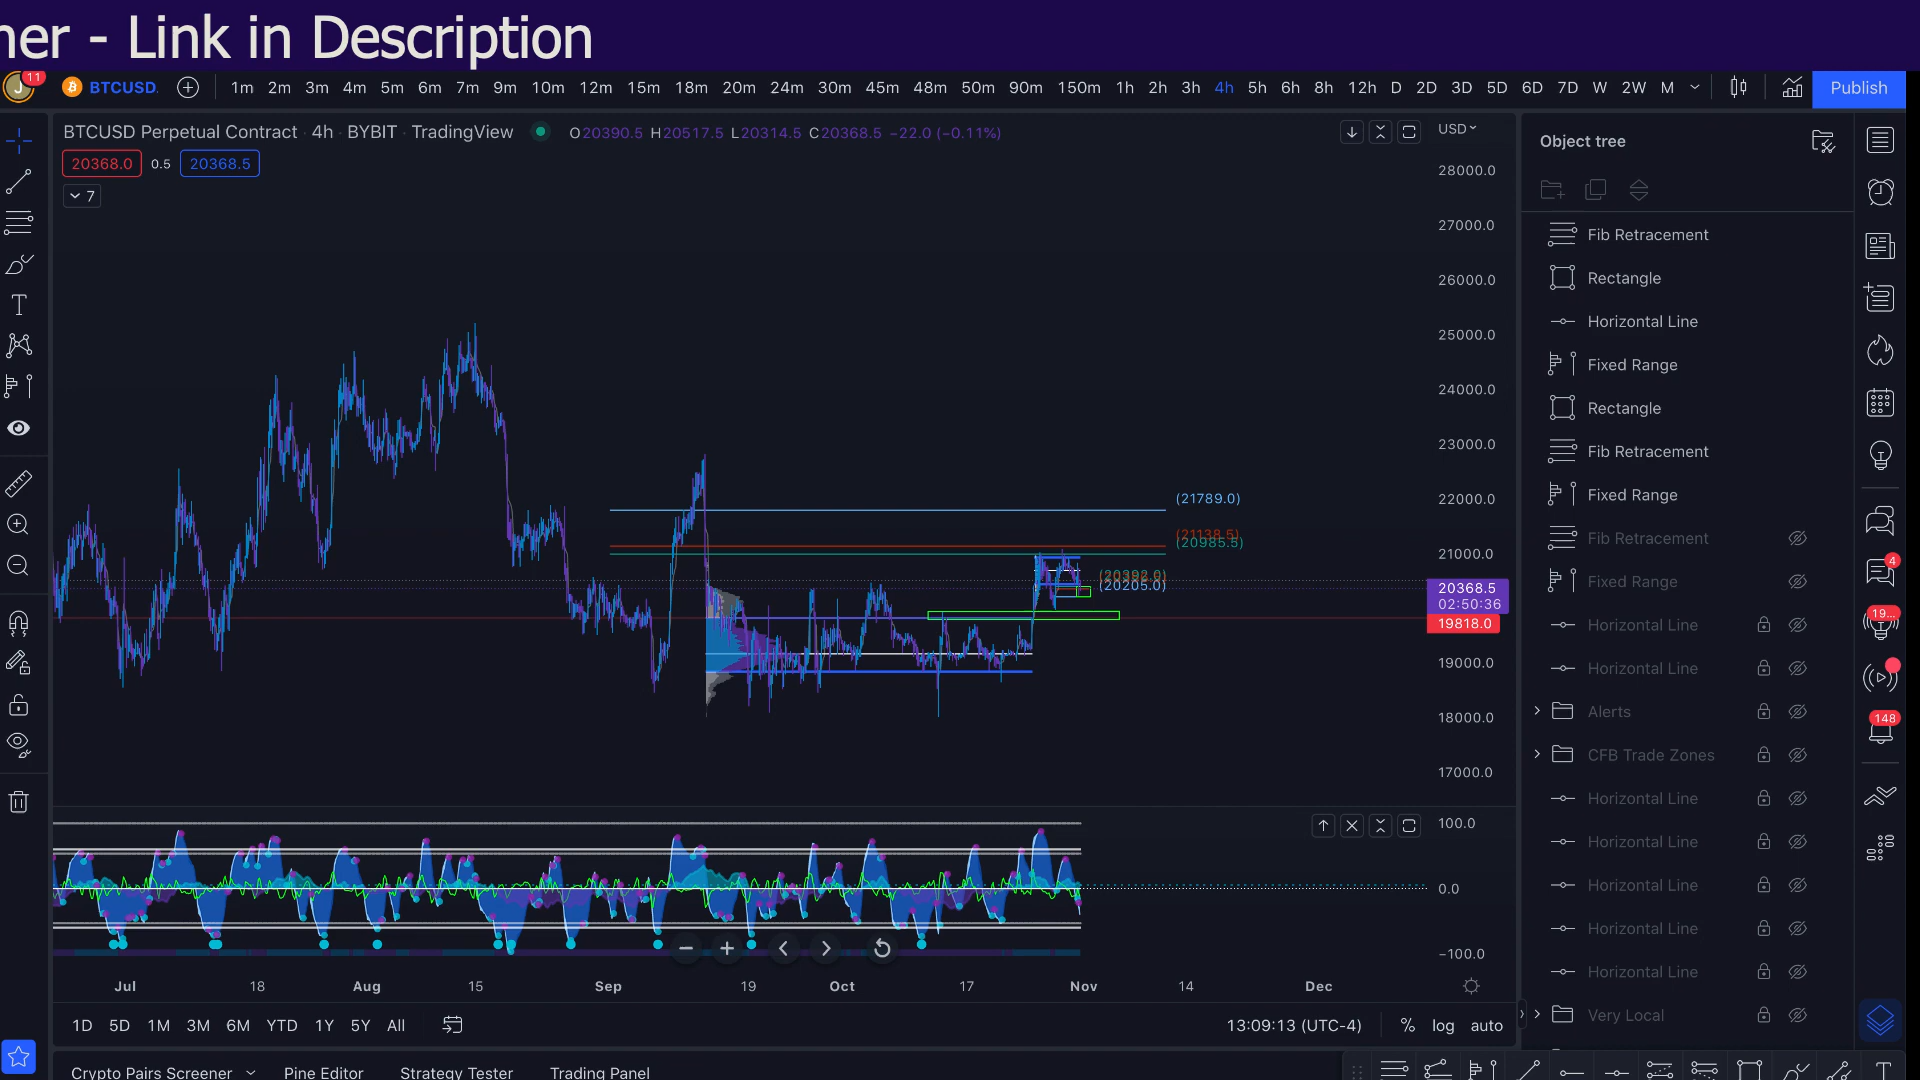 ner - Link in Description
J 11 BTCUSD. 1m 2m 3m 4m 5m 6m 7m 9m 10m 12m 15m 18m 20m 24m 30m 45m 48m 50m 90m 150m 1h 2h 3h 4h 5h 6h 8h 12h D 2D 3D 5D 6D 7D W 2W M Publish
BTCUSD Perpetual Contract · 4h · BYBIT · TradingView O20390.5 H20517.5 L20314.5 C20368.5 −22.0 (−0.11%)
20368.0 0.5 20368.5
7
USD
28000.0
27000.0
26000.0
25000.0
24000.0
23000.0
22000.0
21000.0
20368.5
02:50:36
19818.0
19000.0
18000.0
17000.0
(21789.0)
(21138.5)
(20985.5)
(20205.0)
100.0
0.0
−100.0
Jul 18 Aug 15 Sep 19 Oct 17 Nov 14 Dec
1D 5D 1M 3M 6M YTD 1Y 5Y All
13:09:13 (UTC-4) % log auto
Crypto Pairs Screener Pine Editor Strategy Tester Trading Panel
Object tree
Fib Retracement
Rectangle
Horizontal Line
Fixed Range
Rectangle
Fib Retracement
Fixed Range
Fib Retracement
Fixed Range
Horizontal Line
Horizontal Line
Alerts
CFB Trade Zones
Horizontal Line
Horizontal Line
Horizontal Line
Horizontal Line
Horizontal Line
Very Local
4
19...
148